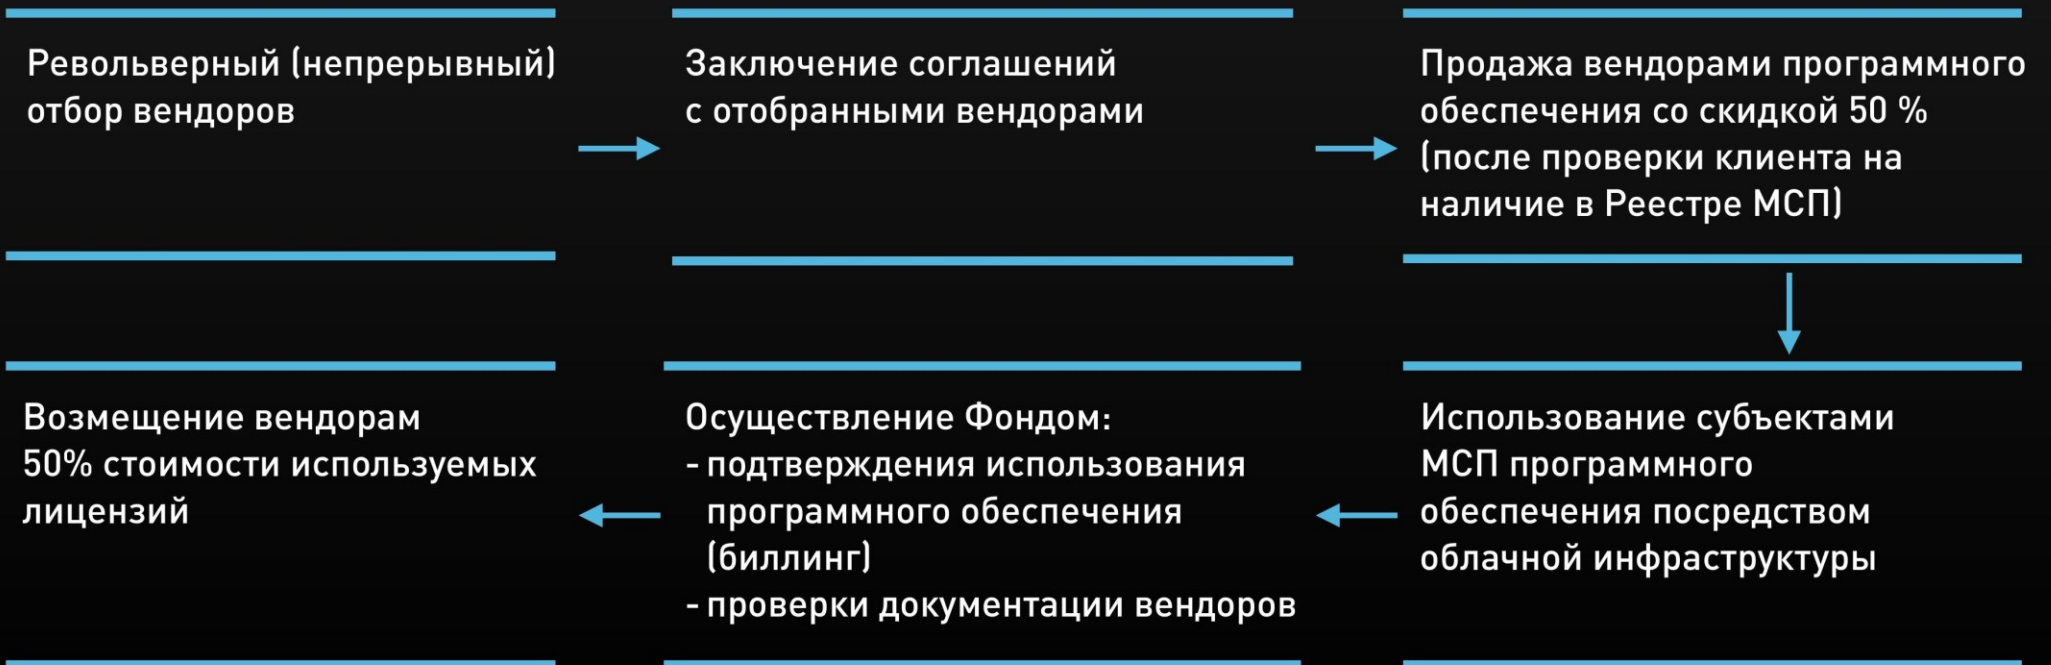 Револьверный (непрерывный)
отбор вендоров
Заключение соглашений
с отобранными вендорами
Продажа вендорами программного
обеспечения со скидкой 50 %
(после проверки клиента на
наличие в Реестре МСП)
Использование субъектами
МСП программного
обеспечения посредством
облачной инфраструктуры
Осуществление Фондом:
- подтверждения использования
программного обеспечения
(биллинг)
- проверки документации вендоров
Возмещение вендорам
50% стоимости используемых
лицензий